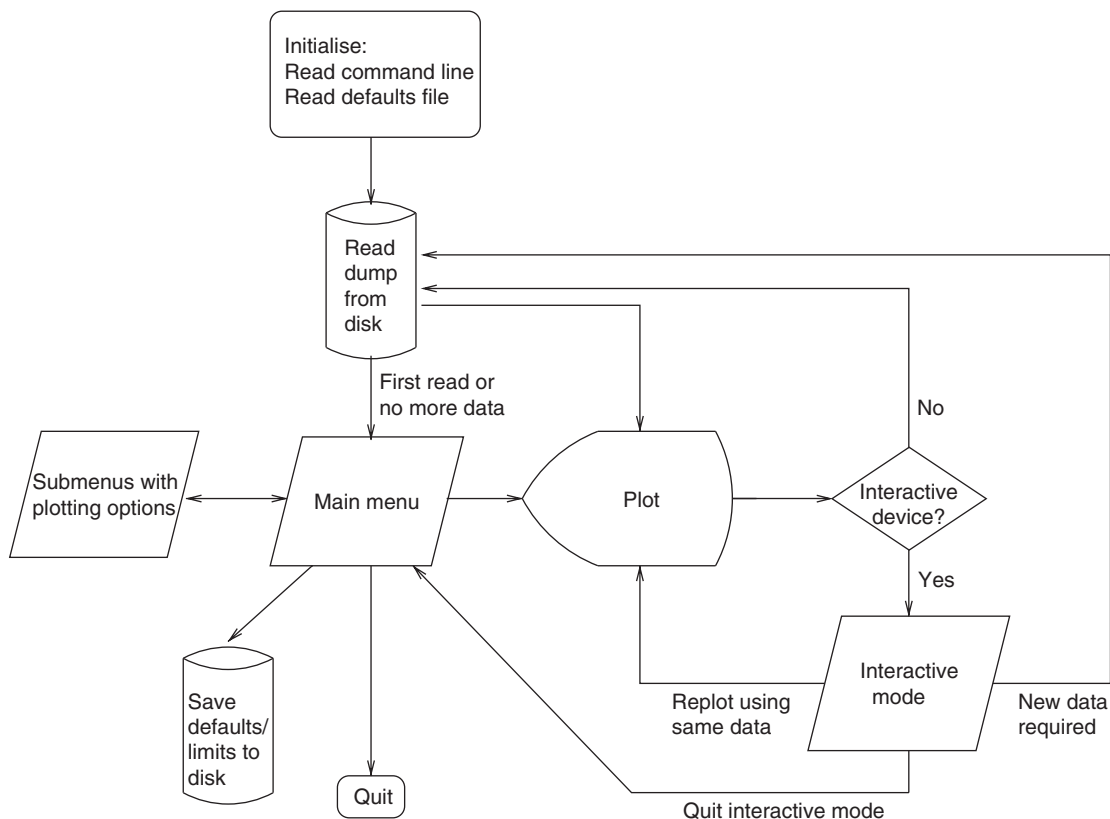 Initialise:
Read command line
Read defaults file
Read
dump
from
disk
First read or
no more data
No
Submenus with
plotting options
Main menu
Plot
Interactive
device?
Yes
Interactive
mode
Replot using
same data
New data
required
Save
defaults/
limits to
disk
Quit
Quit interactive mode